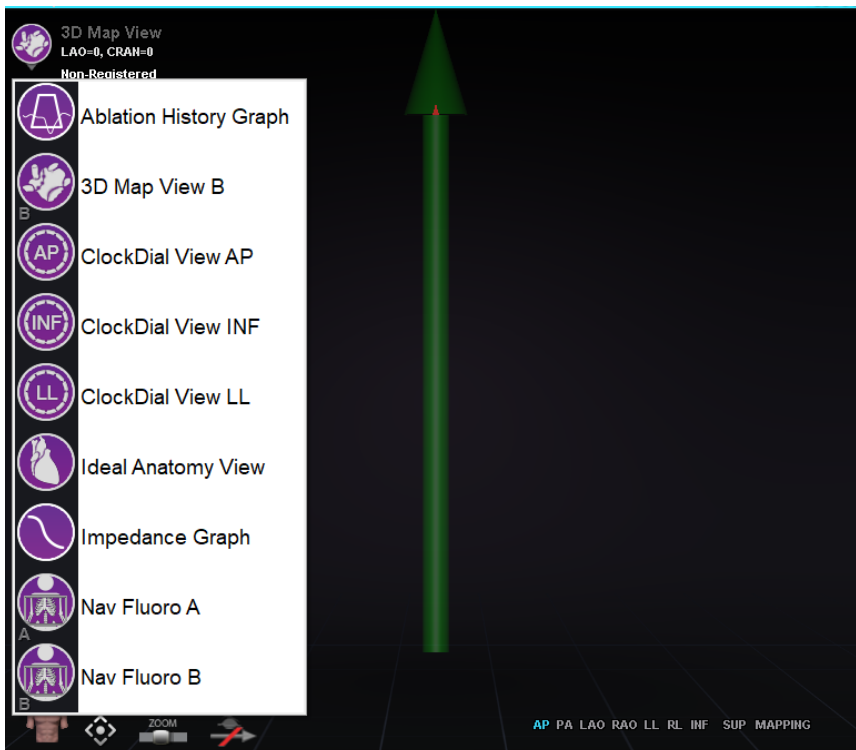 3D Map View
LAO=0, CRAN=0
Non-Registered
Ablation History Graph
3D Map View B
B
AP
ClockDial View AP
INF
ClockDial View INF
LL
ClockDial View LL
Ideal Anatomy View
Impedance Graph
Nav Fluoro A
A
Nav Fluoro B
B
ZOOM
AP PA LAO RAO LL RL INF SUP MAPPING